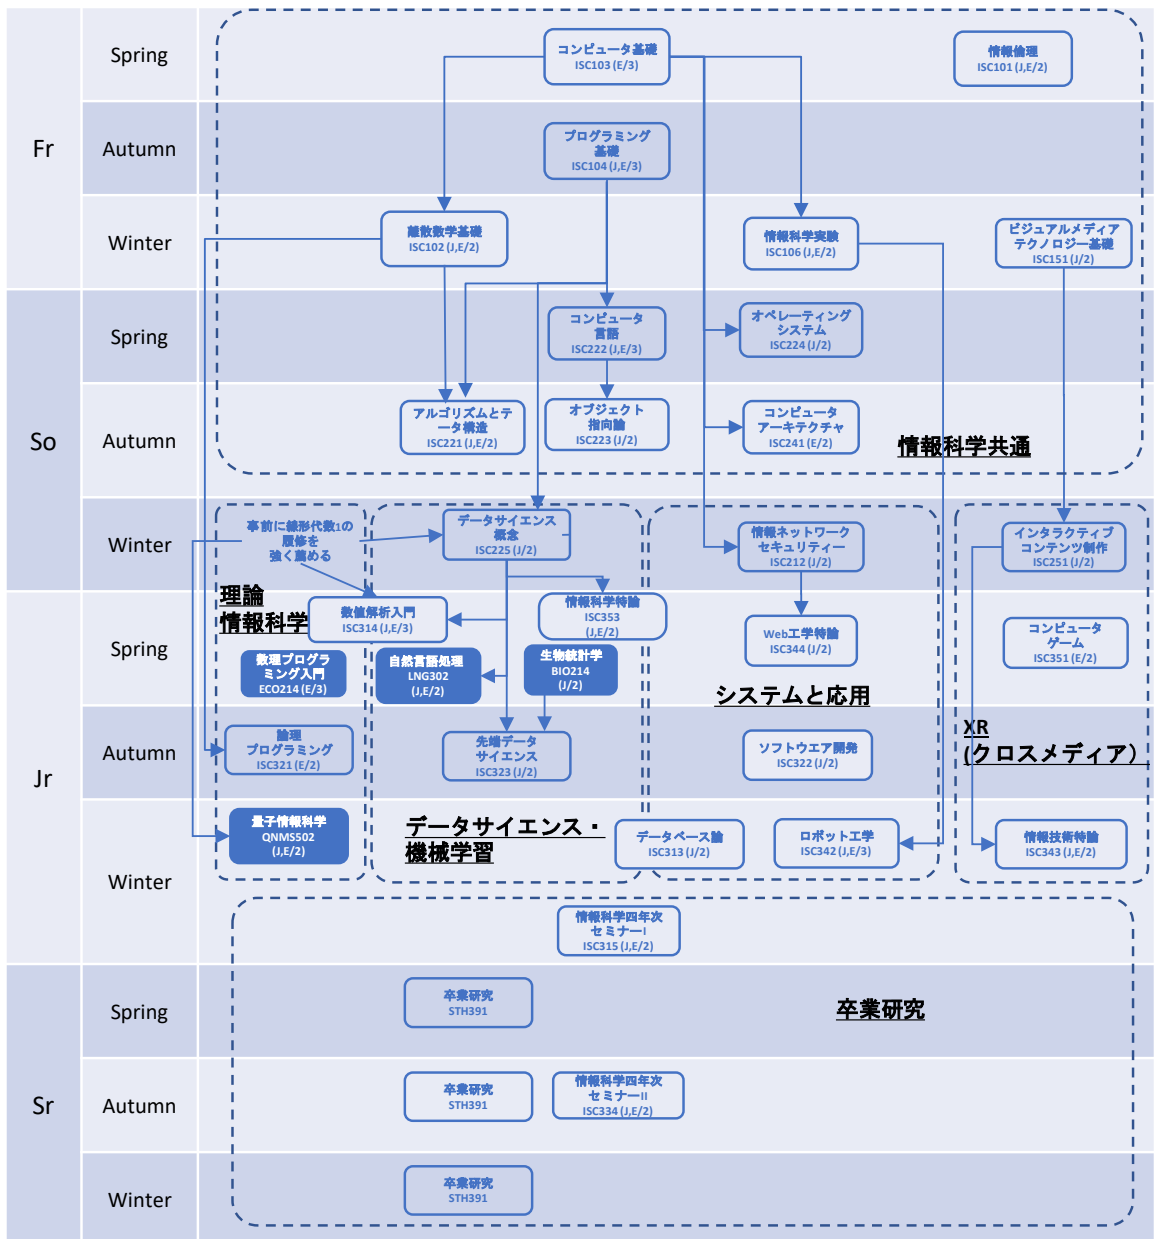 Fr
Spring
コンピュータ基礎
ISC103 (E/3)
情報倫理
ISC101 (J,E/2)
Autumn
プログラミング
基礎
ISC104 (J,E/3)
Winter
離散数学基礎
ISC102 (J,E/2)
情報科学実験
ISC106 (J,E/2)
ビジュアルメディア
テクノロジー基礎
ISC151 (J/2)
So
Spring
コンピュータ
言語
ISC222 (J,E/3)
オペレーティング
システム
ISC224 (J/2)
Autumn
アルゴリズムとデ
ータ構造
ISC221 (J,E/2)
オブジェクト
指向論
ISC223 (J/2)
コンピュータ
アーキテクチャ
ISC241 (E/2)
情報科学共通
Winter
事前に線形代数1の
履修を
強く薦める
データサイエンス
概念
ISC225 (J/2)
情報ネットワーク
セキュリティー
ISC212 (J/2)
インタラクティブ
コンテンツ制作
ISC251 (J/2)
Jr
理論
情報科学
Spring
数値解析入門
ISC314 (J,E/3)
情報科学特論
ISC353
(J,E/2)
Web工学特論
ISC344 (J/2)
コンピュータ
ゲーム
ISC351 (E/2)
数理プログラ
ミング入門
ECO214 (E/3)
自然言語処理
LNG302
(J,E/2)
生物統計学
BIO214
(J/2)
システムと応用
Autumn
論理
プログラミング
ISC321 (E/2)
先端データ
サイエンス
ISC323 (J/2)
ソフトウエア開発
ISC322 (J/2)
XR
(クロスメディア）
Winter
量子情報科学
QNMS502
(J,E/2)
データサイエンス・
機械学習
データベース論
ISC313 (J/2)
ロボット工学
ISC342 (J,E/3)
情報技術特論
ISC343 (J,E/2)
情報科学四年次
セミナーI
ISC315 (J,E/2)
Sr
Spring
卒業研究
STH391
卒業研究
Autumn
卒業研究
STH391
情報科学四年次
セミナーII
ISC334 (J,E/2)
Winter
卒業研究
STH391